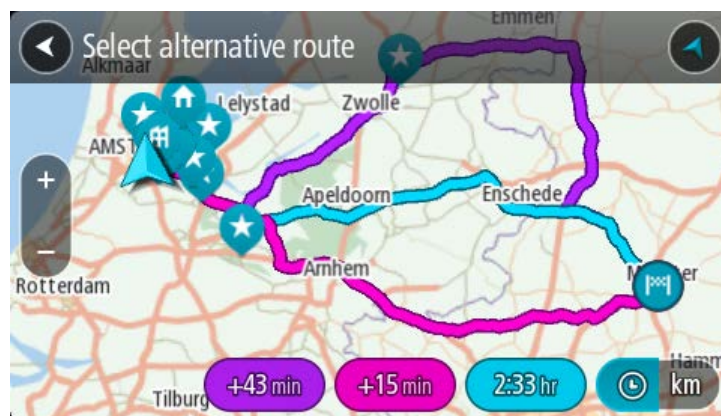 Select alternative route
Emmen
Alkmaar
Lelystad
Zwolle
+
Apeldoorn
Enschede
−
Arnhem
Rotterdam
Hamm
Tilburg
+43 min
+15 min
2:33 hr
km